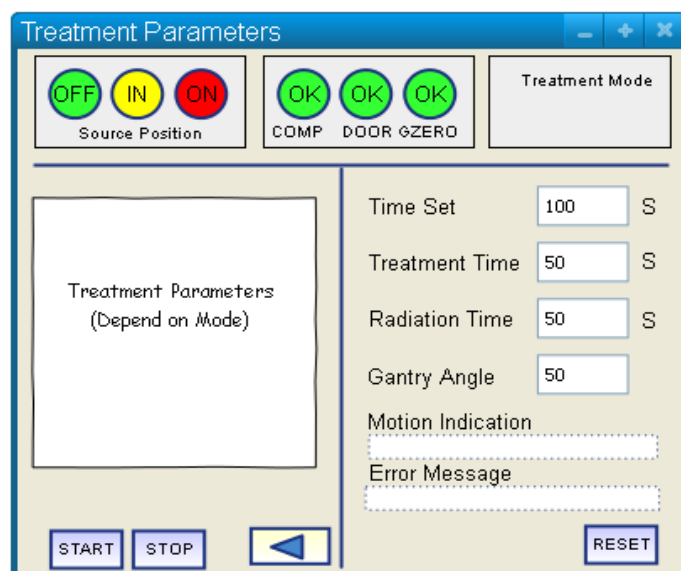 Treatment Parameters
OFF IN ON
Source Position
OK OK OK
COMP DOOR GZERO
Treatment Mode
Treatment Parameters
(Depend on Mode)
Time Set 100 S
Treatment Time 50 S
Radiation Time 50 S
Gantry Angle 50
Motion Indication
Error Message
START STOP
RESET